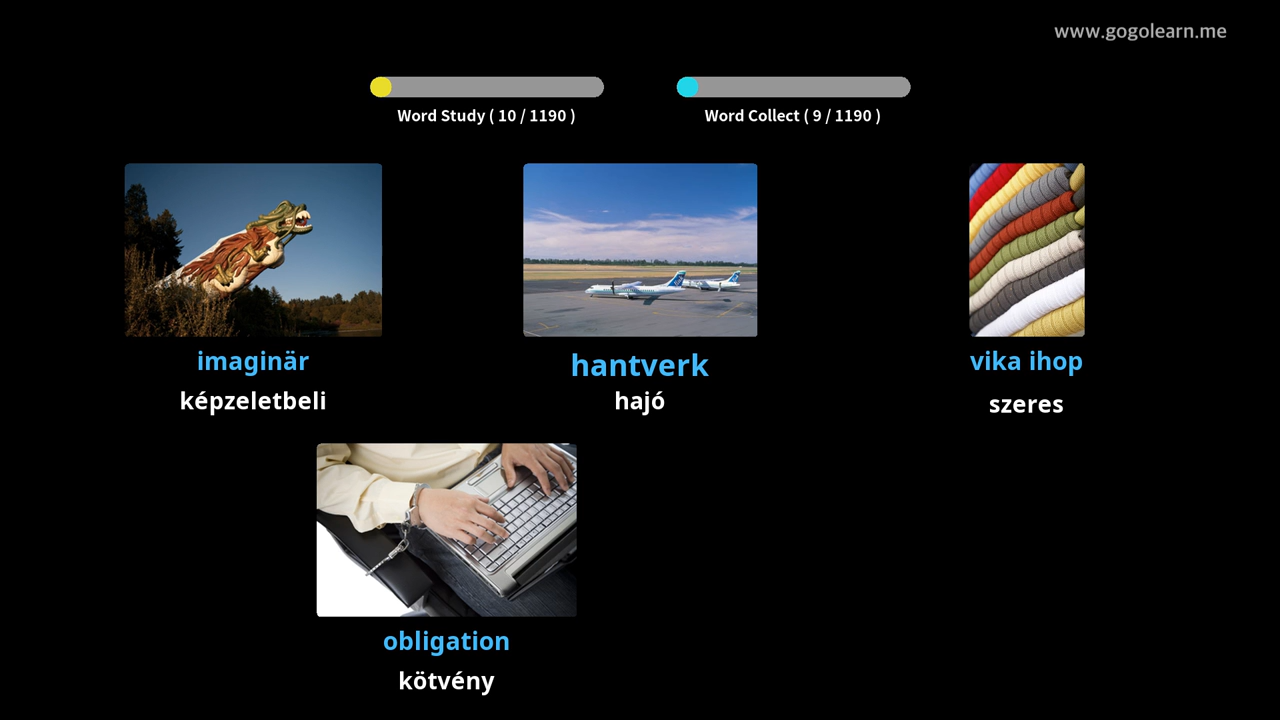 www.gogolearn.me
Word Study ( 10 / 1190 )
Word Collect ( 9 / 1190 )
imaginär
képzeletbeli
hantverk
hajó
vika ihop
szeres
obligation
kötvény